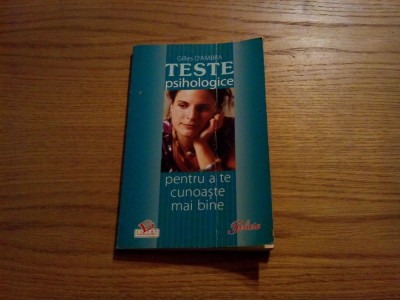 Gilles D'AMBRA
TESTE
psihologice
pentru a te
cunoaște
mai bine